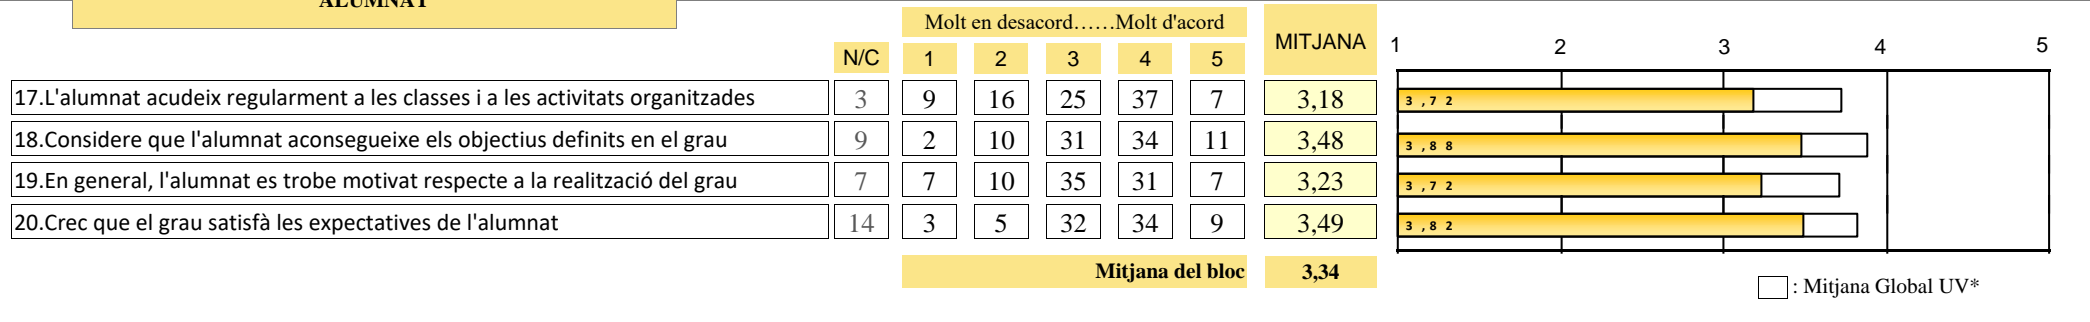 ALUMNAT
Molt en desacord……Molt d'acord
MITJANA
N/C 1 2 3 4 5
1 2 3 4 5
17.L'alumnat acudeix regularment a les classes i a les activitats organitzades 3 9 16 25 37 7 3,18 3,72
18.Considere que l'alumnat aconsegueixe els objectius definits en el grau 9 2 10 31 34 11 3,48 3,88
19.En general, l'alumnat es trobe motivat respecte a la realització del grau 7 7 10 35 31 7 3,23 3,72
20.Crec que el grau satisfà les expectatives de l'alumnat 14 3 5 32 34 9 3,49 3,82
Mitjana del bloc 3,34
: Mitjana Global UV*